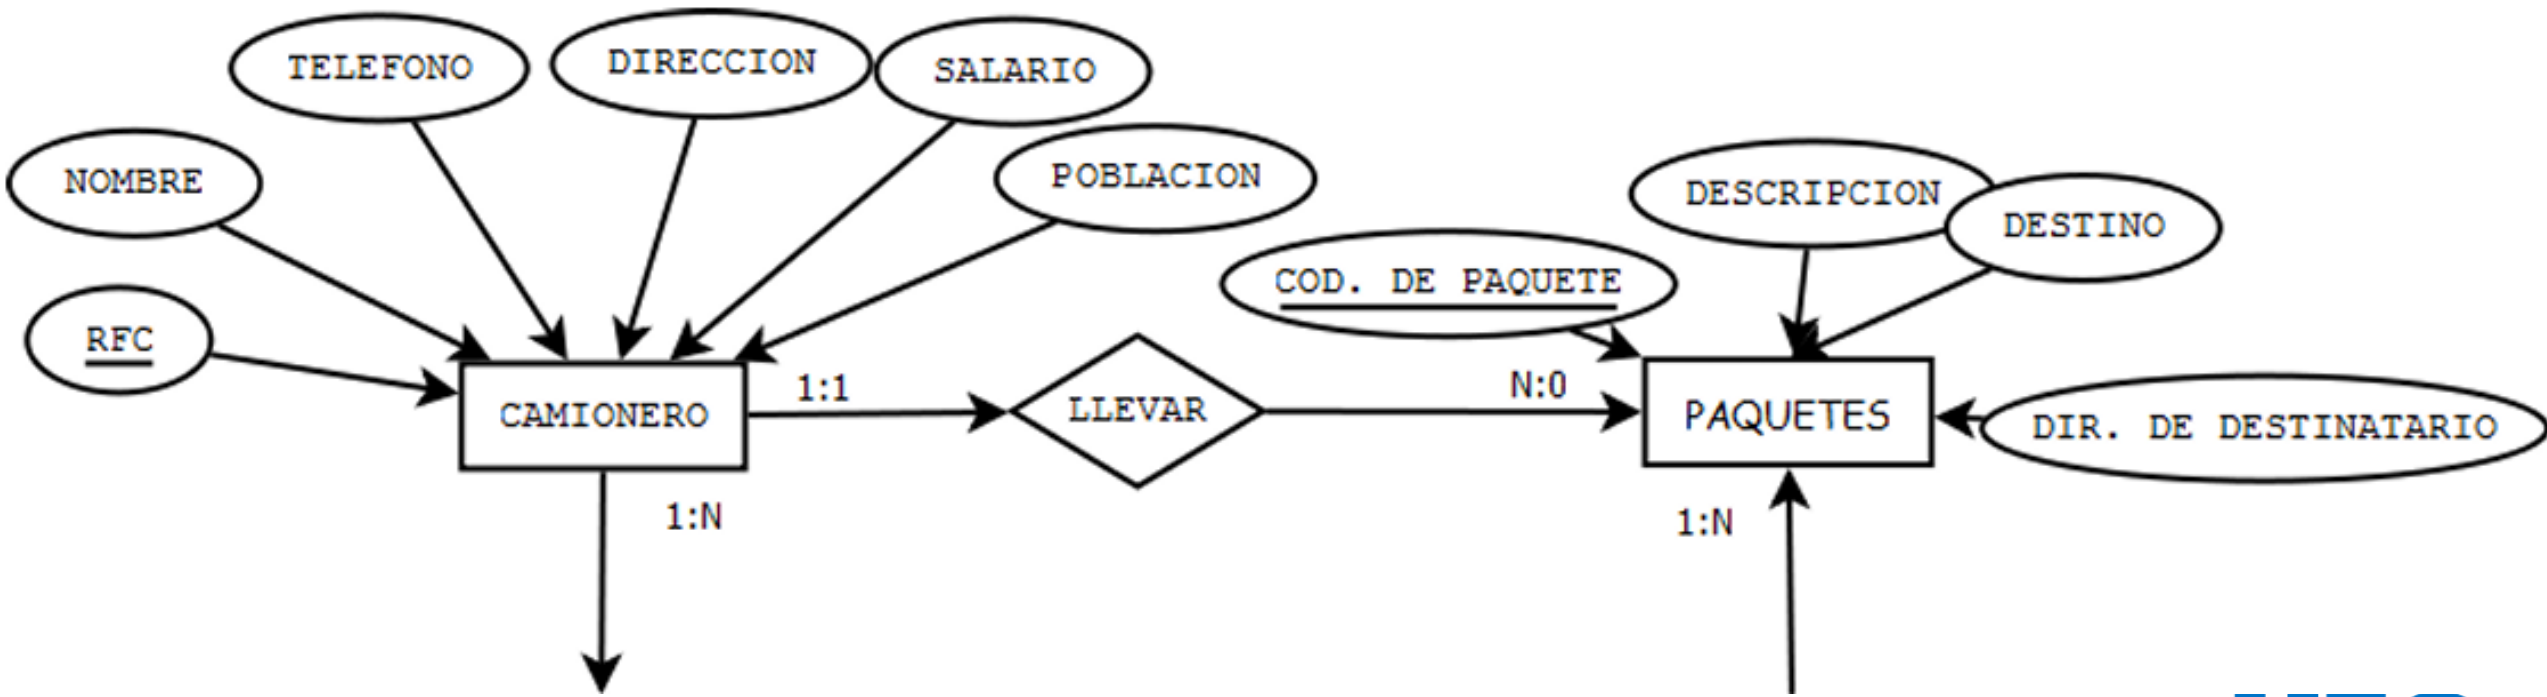 TELEFONO
DIRECCION
SALARIO
NOMBRE
POBLACION
DESCRIPCION
DESTINO
COD. DE PAQUETE
RFC
CAMIONERO
1:1
LLEVAR
N:0
PAQUETES
DIR. DE DESTINATARIO
1:N
1:N